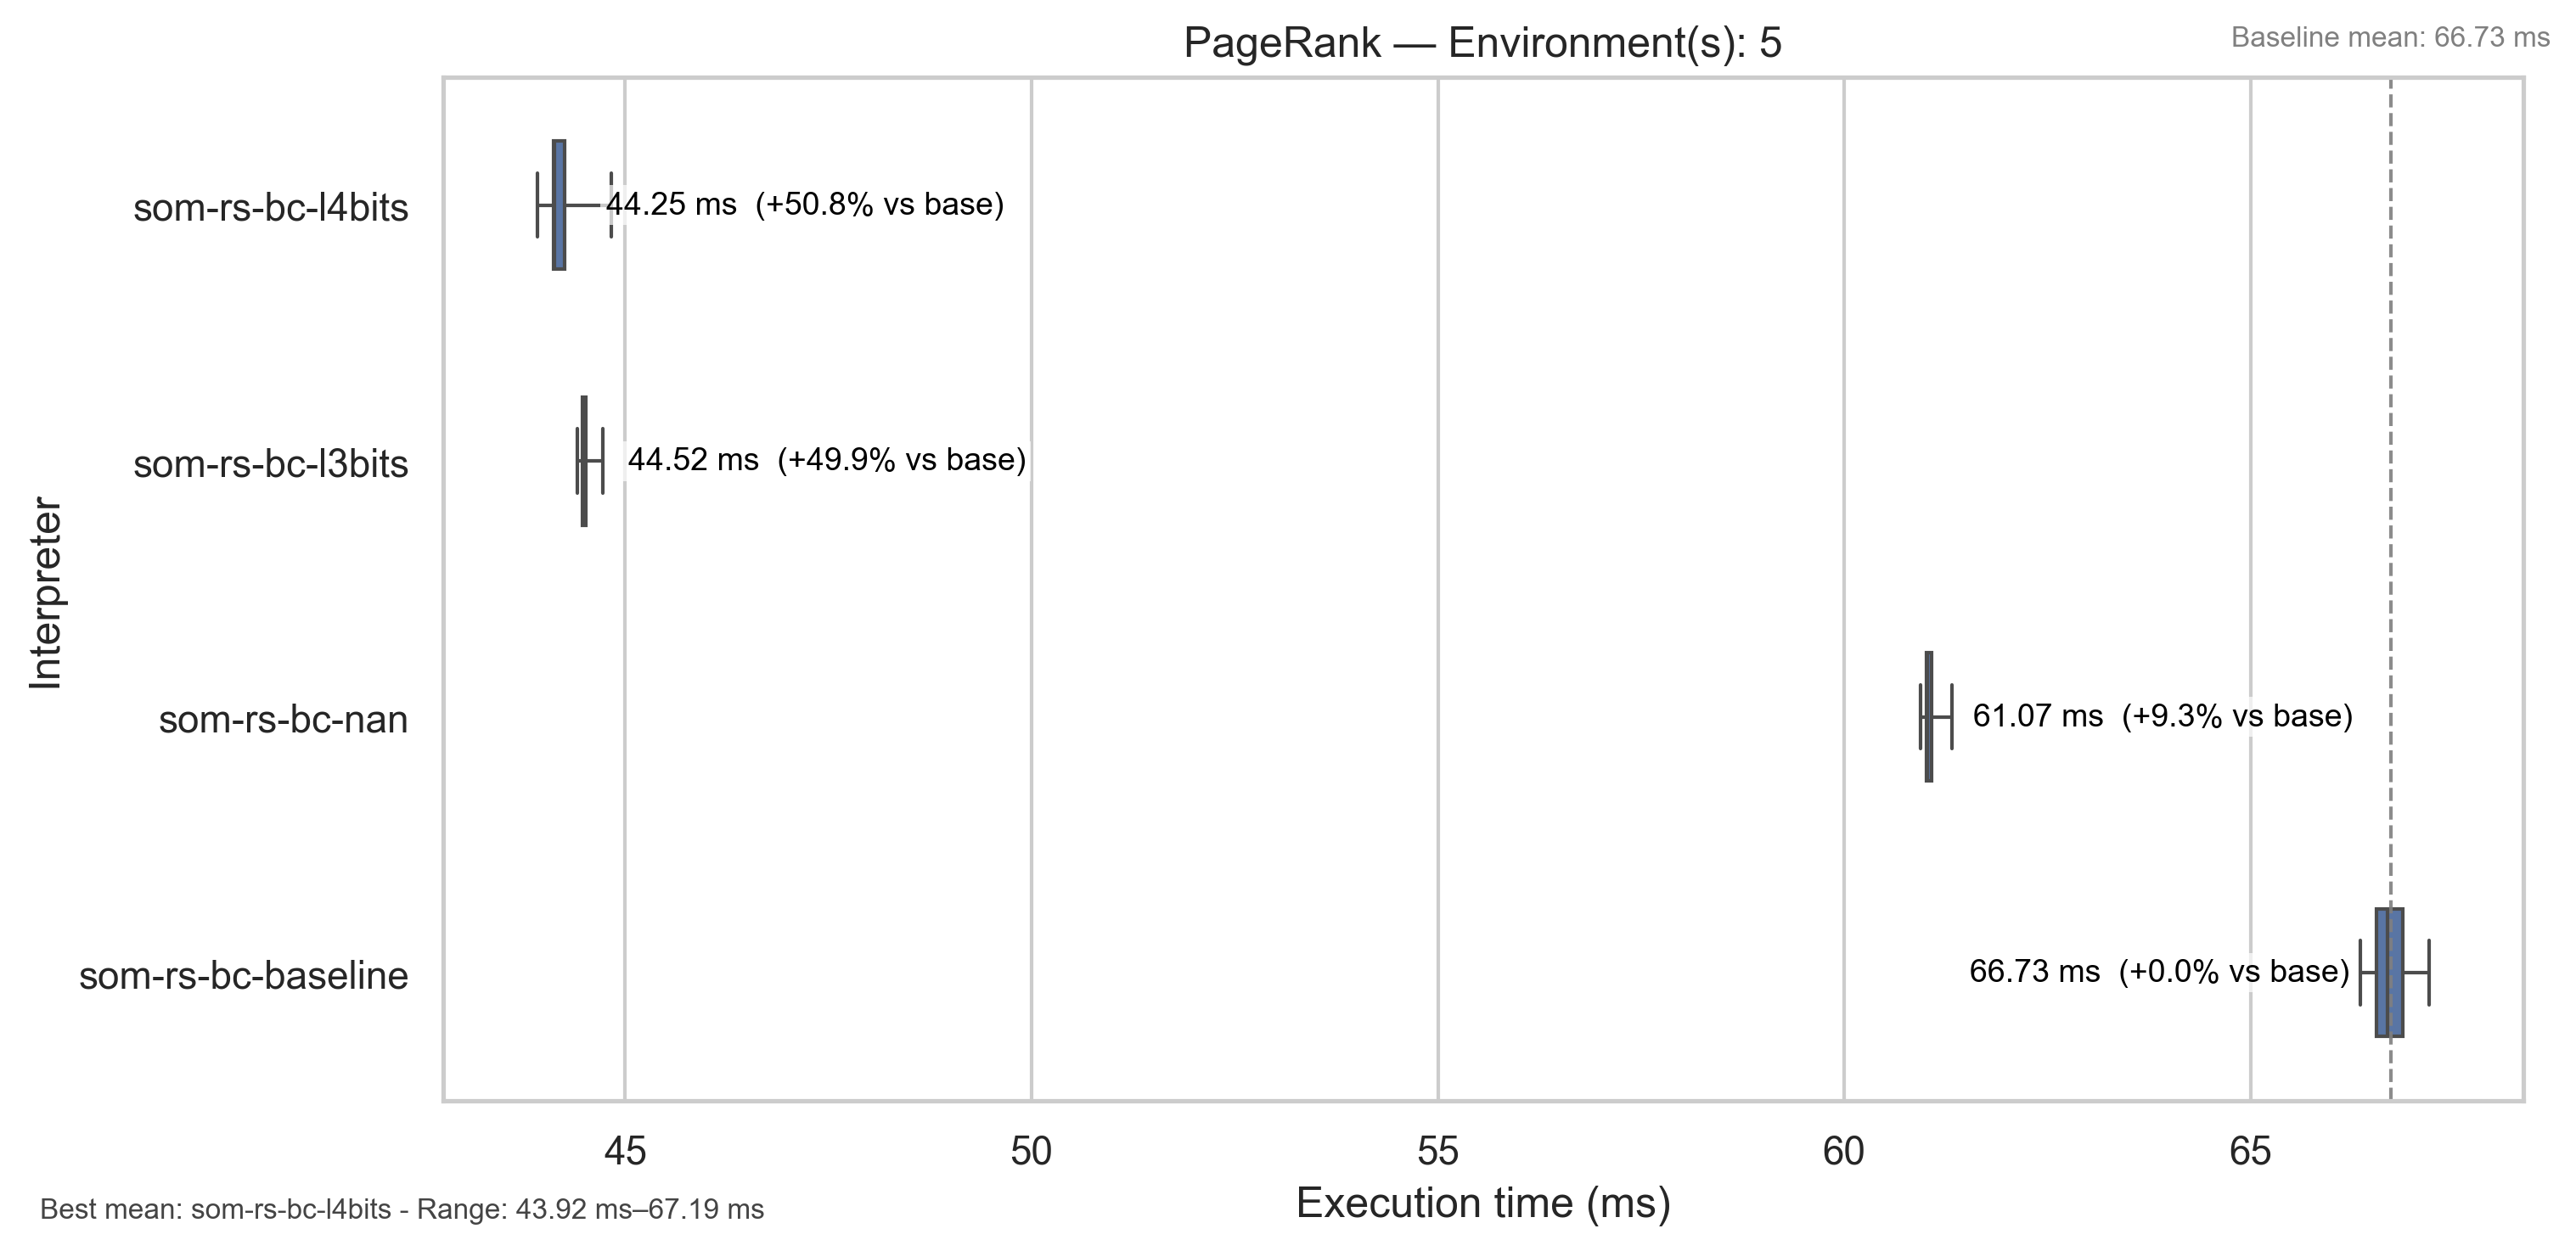 PageRank — Environment(s): 5
Baseline mean: 66.73 ms
Interpreter
som-rs-bc-l4bits
44.25 ms  (+50.8% vs base)
som-rs-bc-l3bits
44.52 ms  (+49.9% vs base)
som-rs-bc-nan
61.07 ms  (+9.3% vs base)
som-rs-bc-baseline
66.73 ms  (+0.0% vs base)
45 50 55 60 65
Execution time (ms)
Best mean: som-rs-bc-l4bits - Range: 43.92 ms–67.19 ms